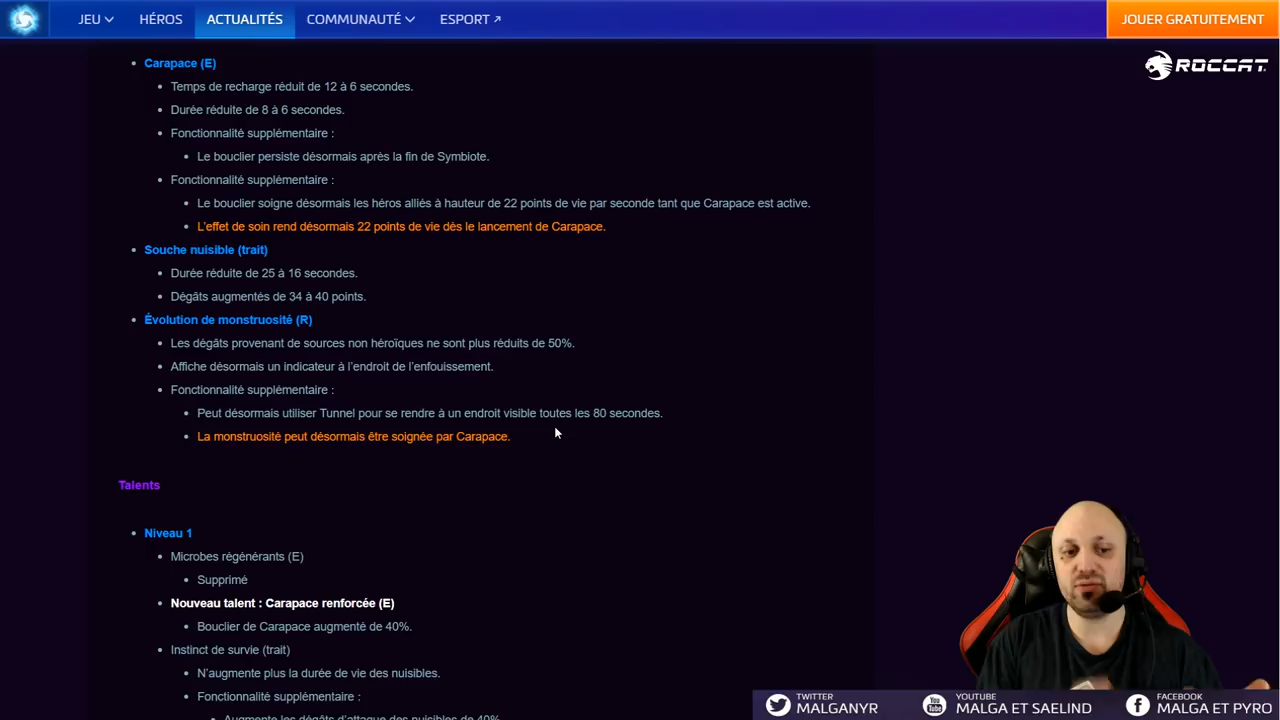 JEU
HÉROS
ACTUALITÉS
COMMUNAUTÉ
ESPORT
JOUER GRATUITEMENT
ROCCAT
Carapace (E)
Temps de recharge réduit de 12 à 6 secondes.
Durée réduite de 8 à 6 secondes.
Fonctionnalité supplémentaire :
Le bouclier persiste désormais après la fin de Symbiote.
Fonctionnalité supplémentaire :
Le bouclier soigne désormais les héros alliés à hauteur de 22 points de vie par seconde tant que Carapace est active.
L'effet de soin rend désormais 22 points de vie dès le lancement de Carapace.
Souche nuisible (trait)
Durée réduite de 25 à 16 secondes.
Dégâts augmentés de 34 à 40 points.
Évolution de monstruosité (R)
Les dégâts provenant de sources non héroïques ne sont plus réduits de 50%.
Affiche désormais un indicateur à l'endroit de l'enfouissement.
Fonctionnalité supplémentaire :
Peut désormais utiliser Tunnel pour se rendre à un endroit visible toutes les 80 secondes.
La monstruosité peut désormais être soignée par Carapace.
Talents
Niveau 1
Microbes régénérants (E)
Supprimé
Nouveau talent : Carapace renforcée (E)
Bouclier de Carapace augmenté de 40%.
Instinct de survie (trait)
N'augmente plus la durée de vie des nuisibles.
Fonctionnalité supplémentaire :
Augmente les dégâts d'attaque des nuisibles de 40%
TWITTER
MALGANYR
YOUTUBE
MALGA ET SAELIND
FACEBOOK
MALGA ET PYRO